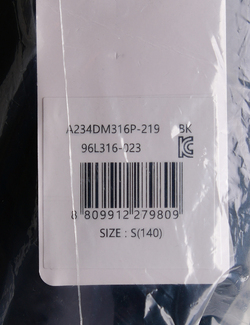 A234DM316P-219 BK
96L316-023
8 809912 279809
SIZE : S(140)